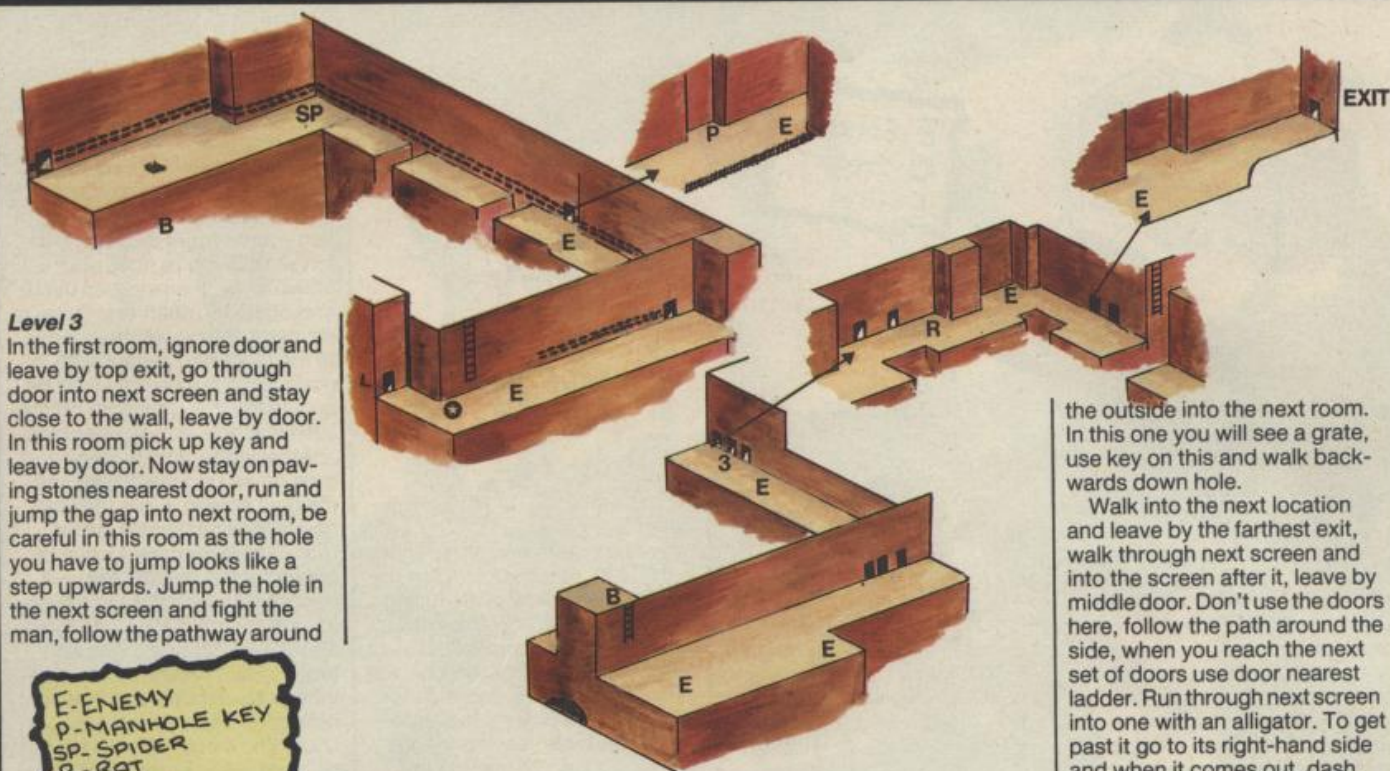 SP
B
E
P
E
EXIT
E
R
E
L
E
3
E
B
E
E
Level 3
In the first room, ignore door and
leave by top exit, go through
door into next screen and stay
close to the wall, leave by door.
In this room pick up key and
leave by door. Now stay on pav-
ing stones nearest door, run and
jump the gap into next room, be
careful in this room as the hole
you have to jump looks like a
step upwards. Jump the hole in
the next screen and fight the
man, follow the pathway around
E-ENEMY
P-MANHOLE KEY
SP-SPIDER
the outside into the next room.
In this one you will see a grate,
use key on this and walk back-
wards down hole.
Walk into the next location
and leave by the farthest exit,
walk through next screen and
into the screen after it, leave by
middle door. Don't use the doors
here, follow the path around the
side, when you reach the next
set of doors use door nearest
ladder. Run through next screen
into one with an alligator. To get
past it go to its right-hand side
and when it comes out, dash